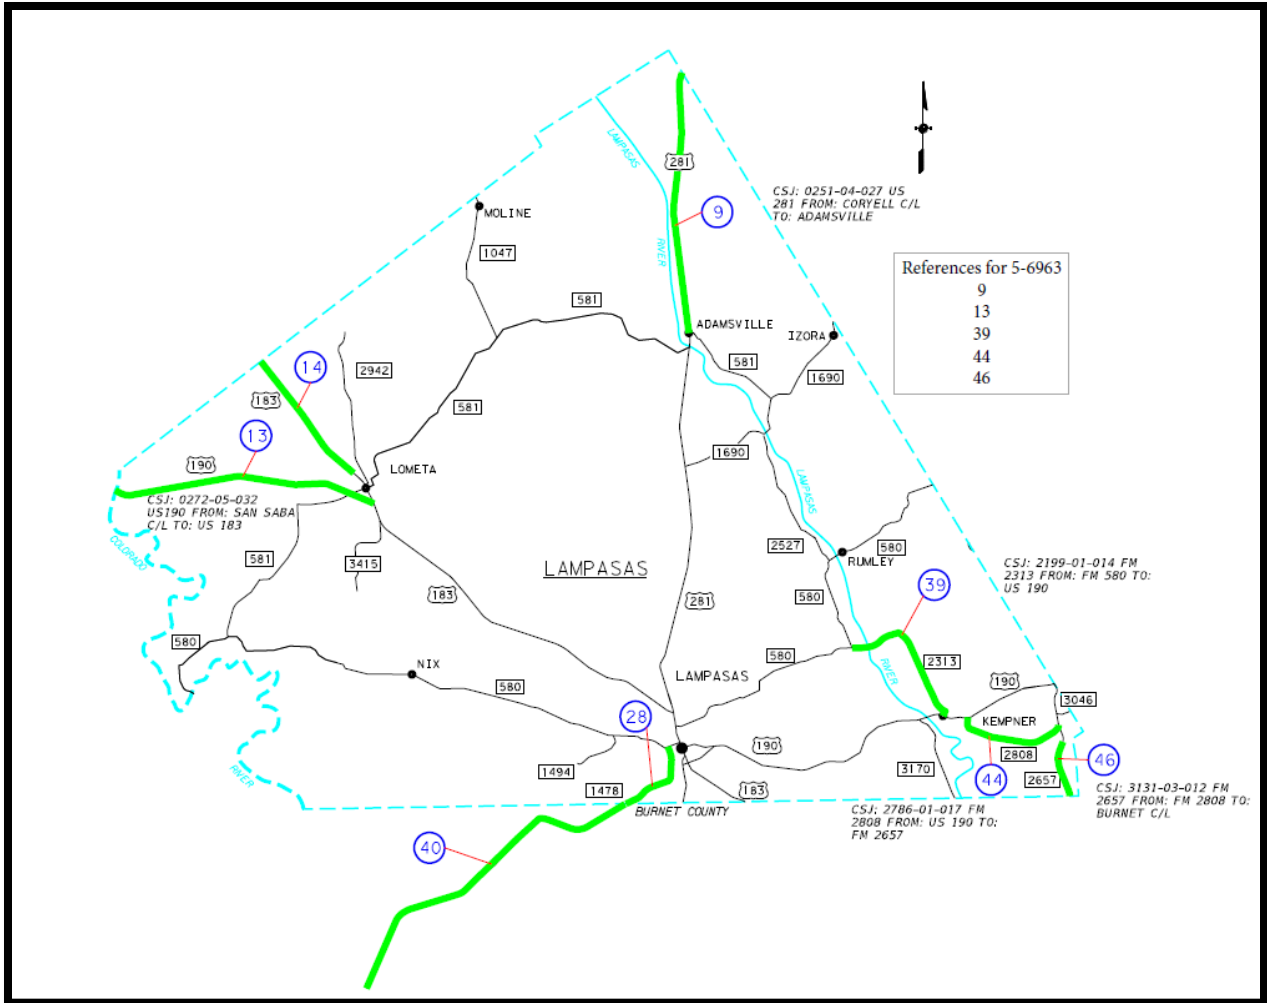 LAMPASAS
281
CSJ: 0251-04-027 US
281 FROM: CORYELL C/L
TO: ADAMSVILLE
9
MOLINE
1047
RIVER
References for 5-6963
9
13
39
44
46
581
ADAMSVILLE
IZORA
581
1690
14
2942
183
581
13
190
LOMETA
1690
CSJ: 0272-05-032
US190 FROM: SAN SABA
C/L TO: US 183
LAMPASAS
COLORADO
581
3415
2527
580
RUMLEY
CSJ: 2199-01-014 FM
2313 FROM: FM 580 TO:
US 190
LAMPASAS
183
281
580
39
580
NIX
580
LAMPASAS
580
2313
RIVER
190
3046
28
KEMPNER
190
2808
46
RIVER
1494
1478
183
3170
44
2657
CSJ: 3131-03-012 FM
2657 FROM: FM 2808 TO:
BURNET C/L
BURNET COUNTY
CSJ: 2786-01-017 FM
2808 FROM: US 190 TO:
FM 2657
40